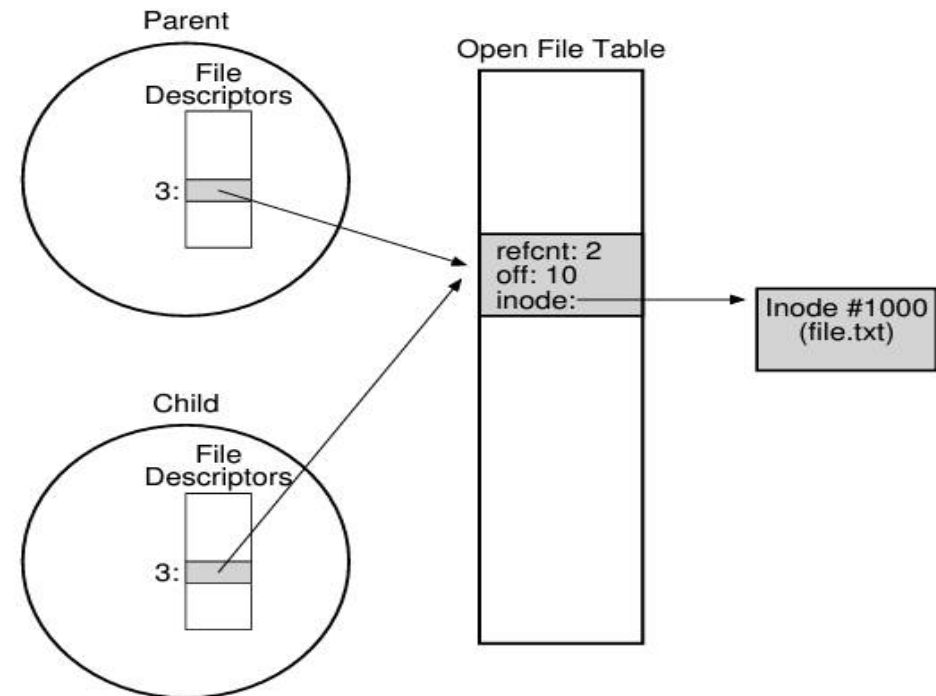 Parent
File
Descriptors
3:
Open File Table
refcnt: 2
off: 10
inode:
Inode #1000
(file.txt)
Child
File
Descriptors
3: